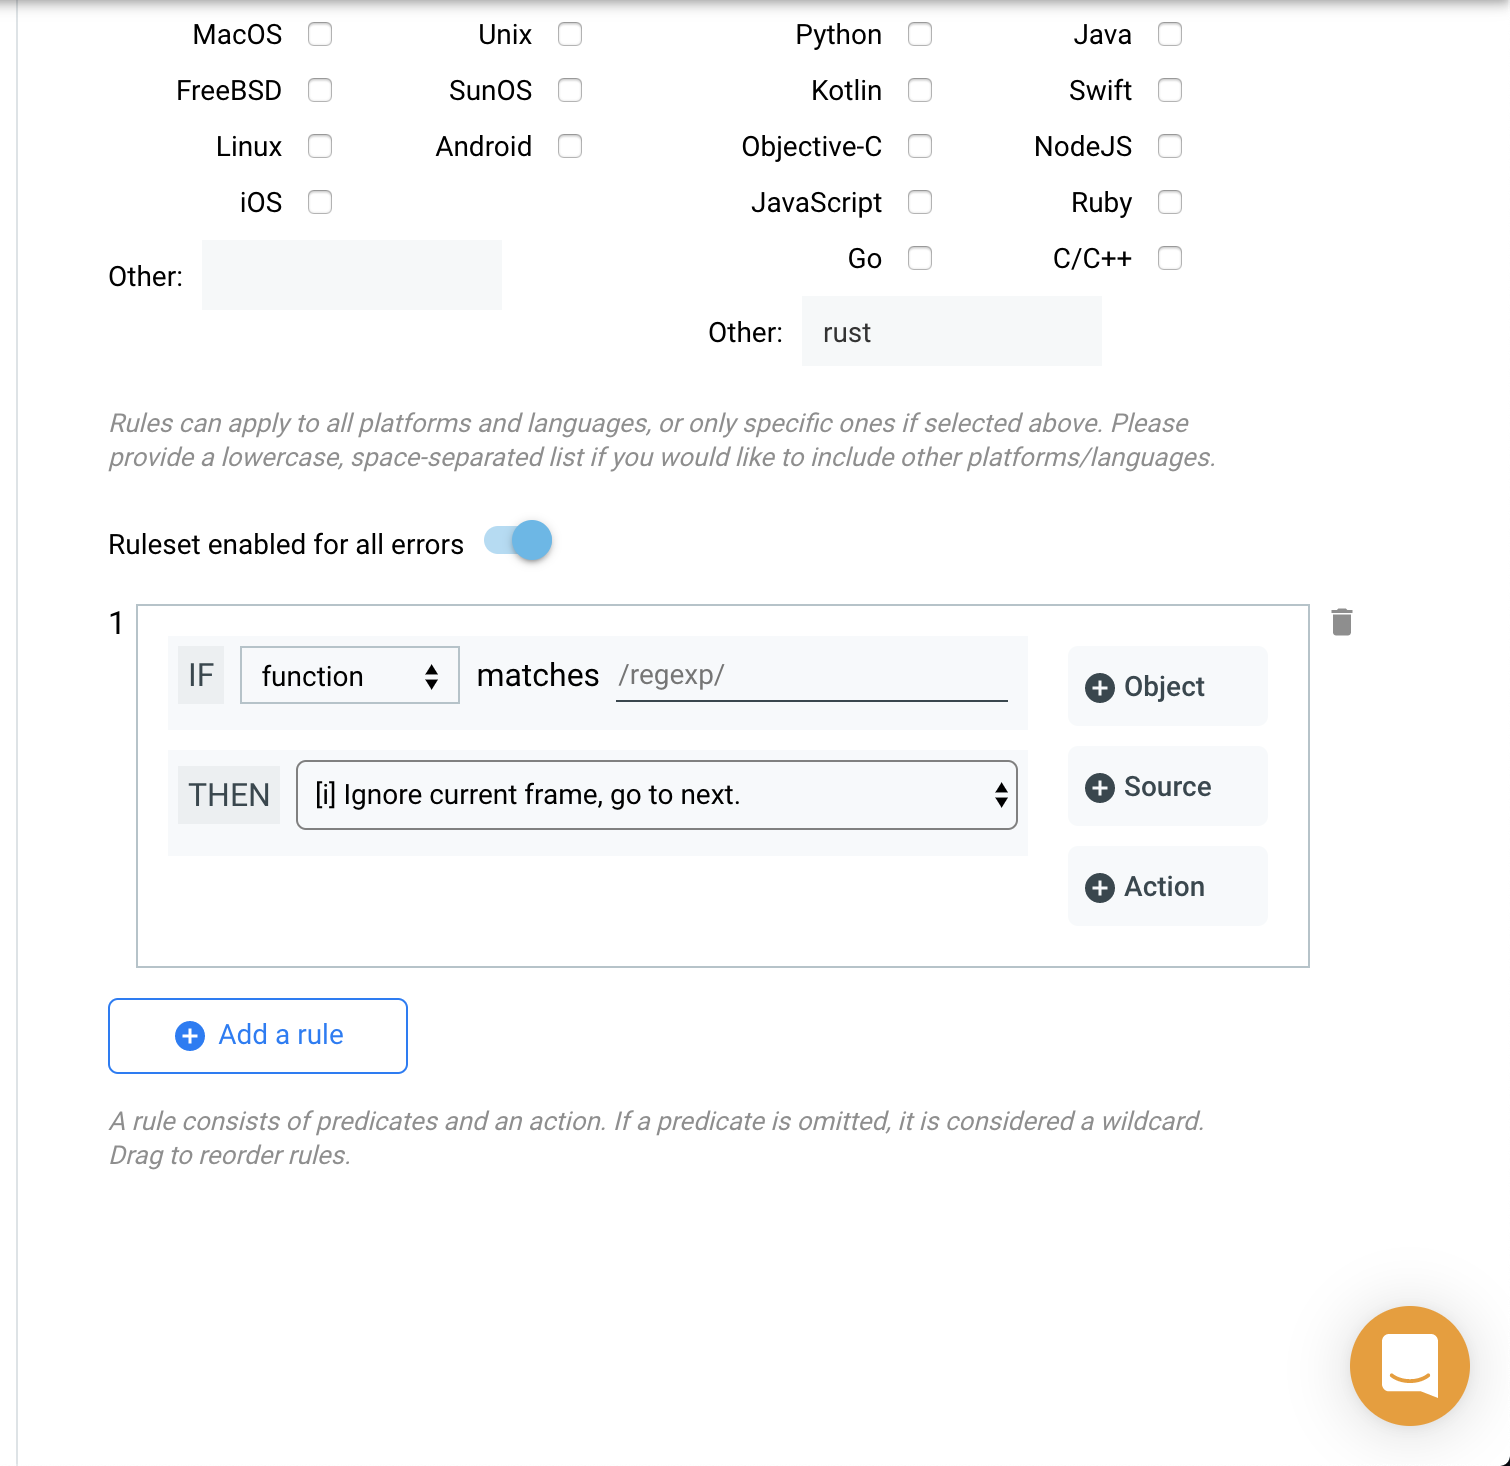 MacOS Unix Python Java
FreeBSD SunOS Kotlin Swift
Linux Android Objective-C NodeJS
iOS JavaScript Ruby
Go C/C++
Other:
Other: rust
Rules can apply to all platforms and languages, or only specific ones if selected above. Please
provide a lowercase, space-separated list if you would like to include other platforms/languages.
Ruleset enabled for all errors
1
IF function matches /regexp/
Object
THEN [i] Ignore current frame, go to next.
Source
Action
Add a rule
A rule consists of predicates and an action. If a predicate is omitted, it is considered a wildcard.
Drag to reorder rules.